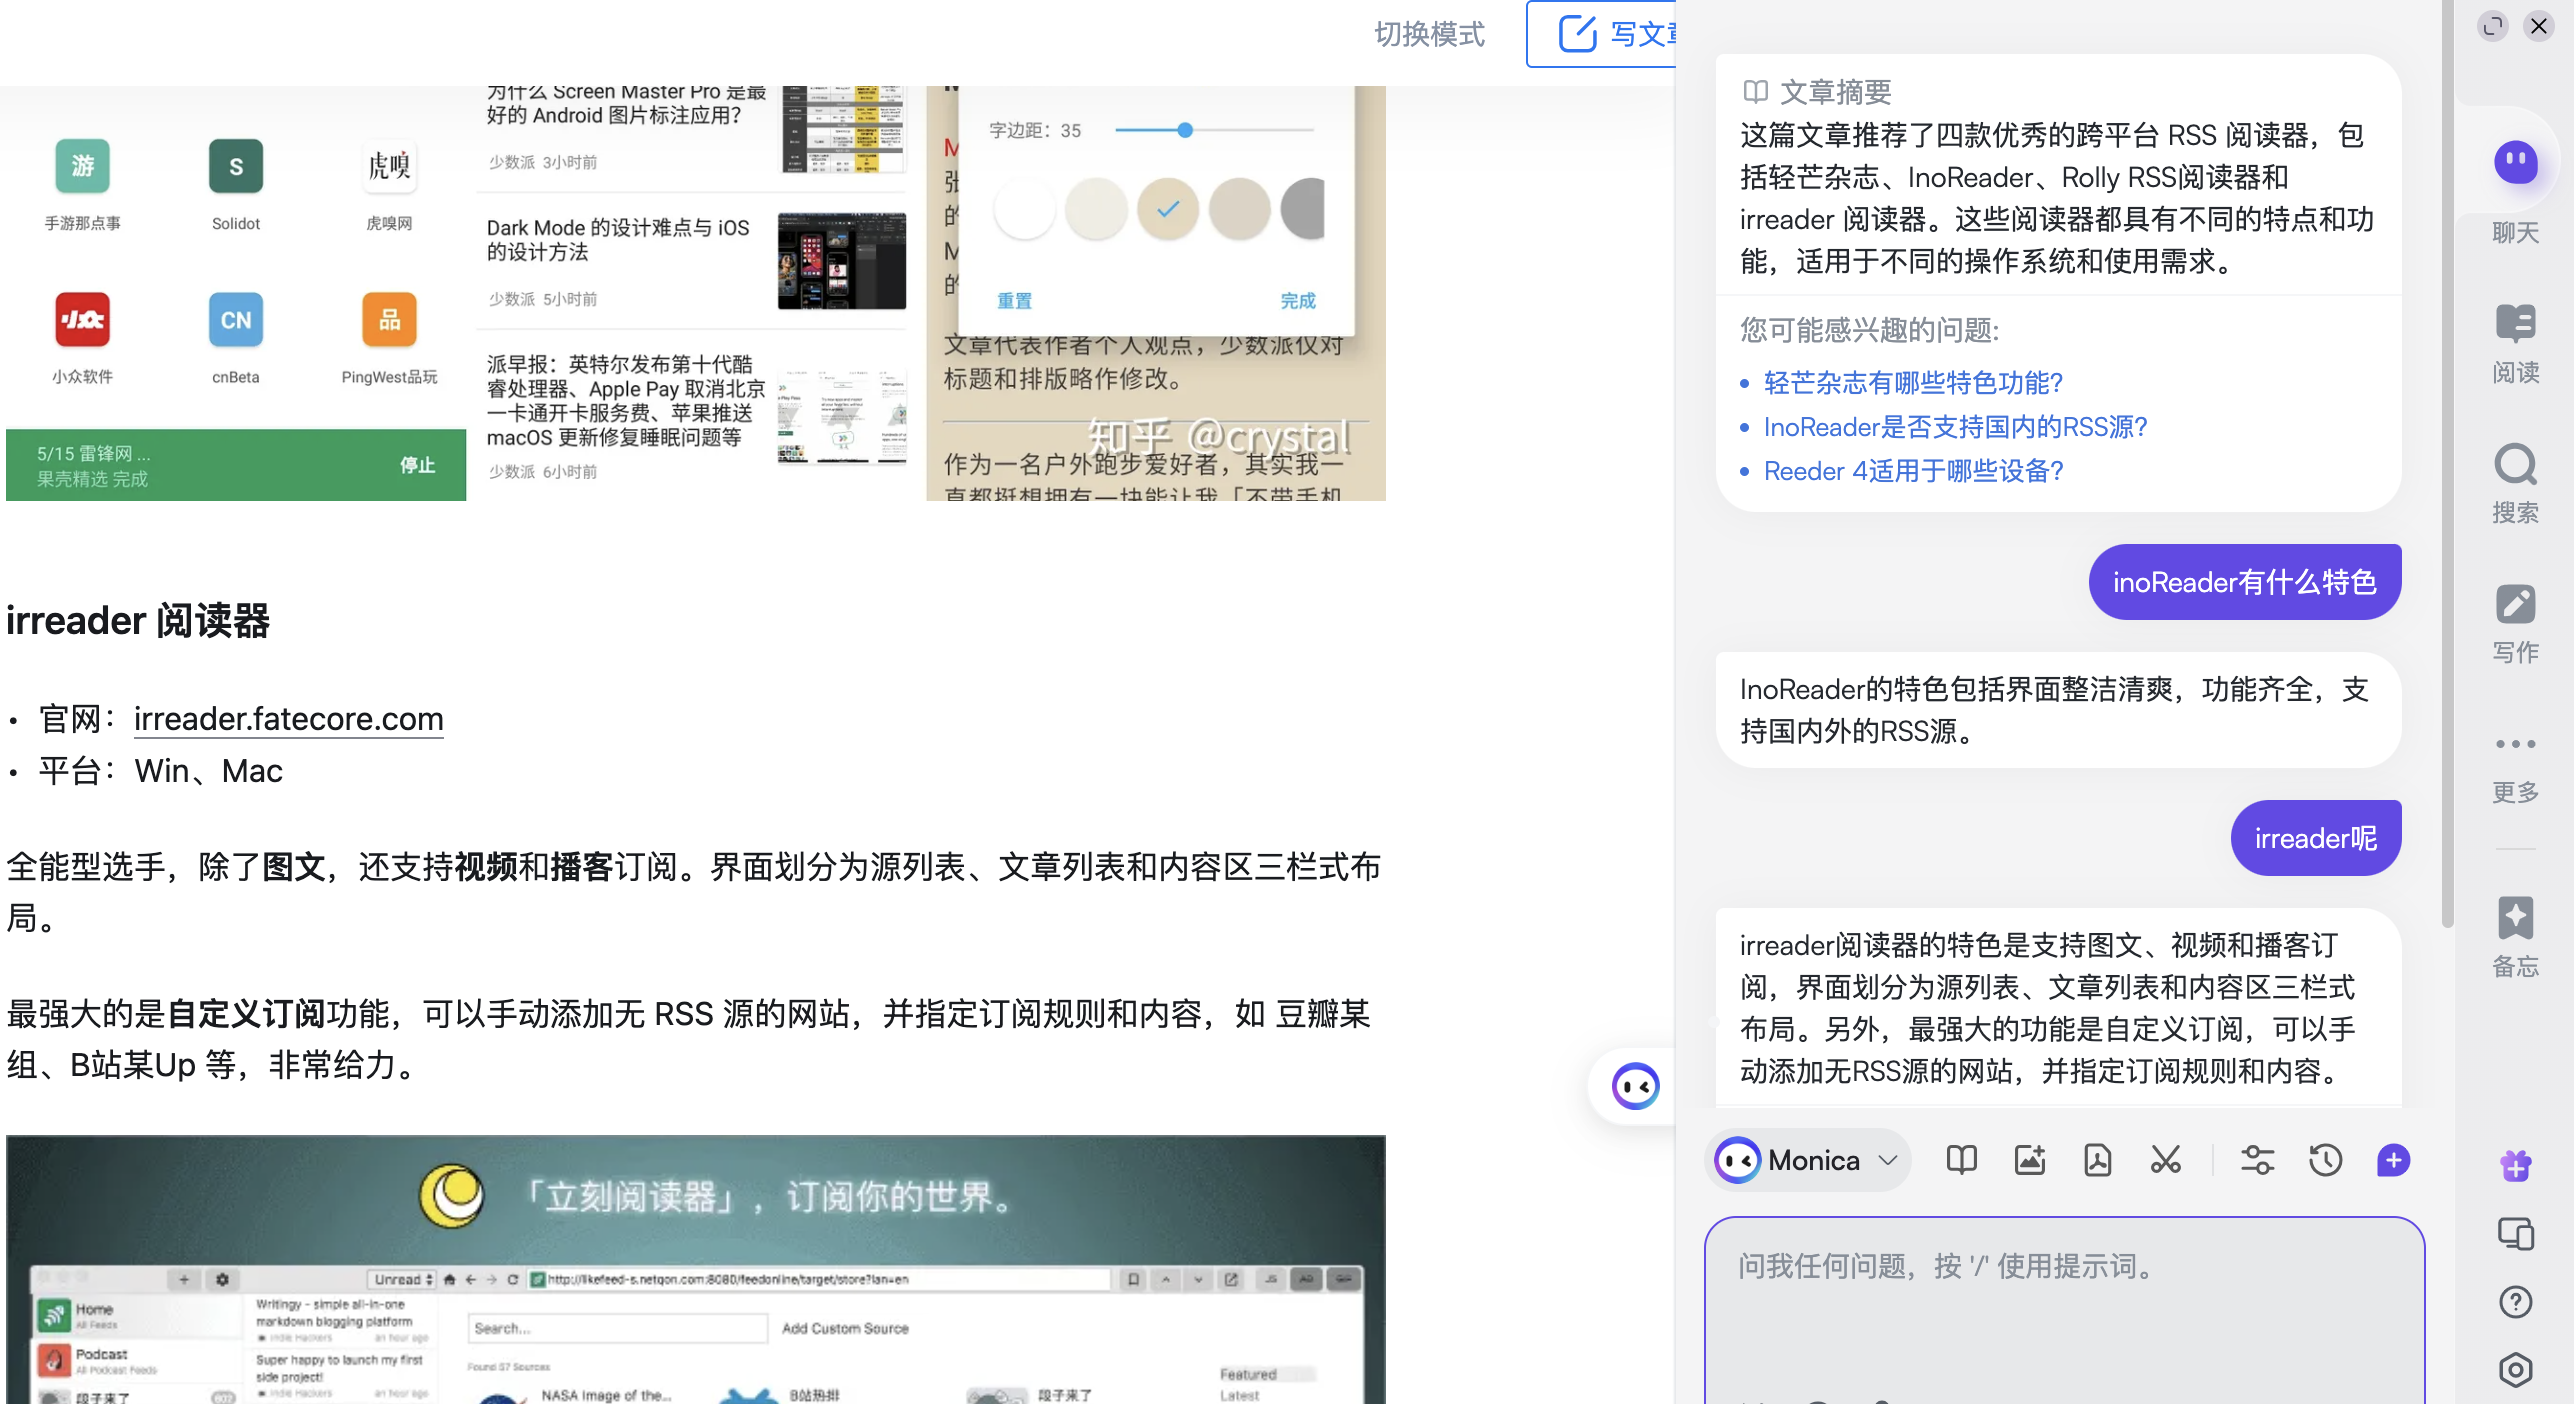 切换模式
写文
游
手游那点事
S
Solidot
虎嗅
虎嗅网
小众
小众软件
CN
cnBeta
品
PingWest品玩
5/15 雷锋网 ...
果壳精选 完成
停止
为什么 Screen Master Pro 是最
好的 Android 图片标注应用？
少数派 3小时前
Dark Mode 的设计难点与 iOS
的设计方法
少数派 5小时前
派早报：英特尔发布第十代酷
睿处理器、Apple Pay 取消北京
一卡通开卡服务费、苹果推送
macOS 更新修复睡眠问题等
少数派 6小时前
字边距：35
重置
完成
文章代表作者个人观点，少数派仅对
标题和排版略作修改。
知乎 @crystal
作为一名户外跑步爱好者，其实我一
直都挺想拥有一块能让我「不带手机
irreader 阅读器
• 官网：irreader.fatecore.com
• 平台：Win、Mac
全能型选手，除了图文，还支持视频和播客订阅。界面划分为源列表、文章列表和内容区三栏式布
局。
最强大的是自定义订阅功能，可以手动添加无 RSS 源的网站，并指定订阅规则和内容，如 豆瓣某
组、B站某Up 等，非常给力。
「立刻阅读器」，订阅你的世界。
Unread
http://likefeed-s.netqon.com:8080/feedonline/target/store?lan=en
Home
All Feeds
Podcast
All Podcast Feeds
段子来了
Writingy - simple all-in-one
markdown blogging platform
Indie Hackers an hour ago
Super happy to launch my first
side project!
Indie Hackers an hour ago
Search...
Add Custom Source
Found 57 Sources
Featured
Latest
NASA Image of the...
B站热排
段子来了
文章摘要
这篇文章推荐了四款优秀的跨平台 RSS 阅读器，包
括轻芒杂志、InoReader、Rolly RSS阅读器和
irreader 阅读器。这些阅读器都具有不同的特点和功
能，适用于不同的操作系统和使用需求。
您可能感兴趣的问题:
• 轻芒杂志有哪些特色功能?
• InoReader是否支持国内的RSS源?
• Reeder 4适用于哪些设备?
inoReader有什么特色
InoReader的特色包括界面整洁清爽，功能齐全，支
持国内外的RSS源。
irreader呢
irreader阅读器的特色是支持图文、视频和播客订
阅，界面划分为源列表、文章列表和内容区三栏式
布局。另外，最强大的功能是自定义订阅，可以手
动添加无RSS源的网站，并指定订阅规则和内容。
Monica
问我任何问题，按 '/' 使用提示词。
聊天
阅读
搜索
写作
更多
备忘